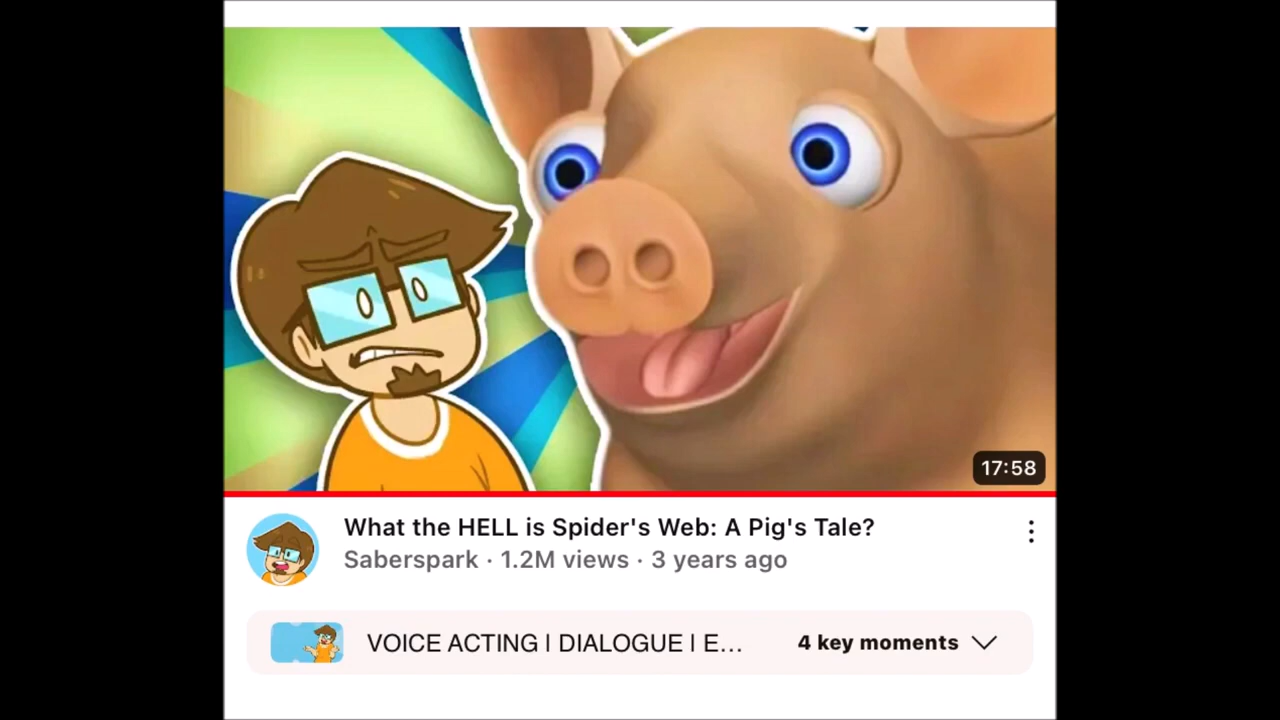 17:58
What the HELL is Spider's Web: A Pig's Tale?
Saberspark · 1.2M views · 3 years ago
VOICE ACTING | DIALOGUE | E... 4 key moments